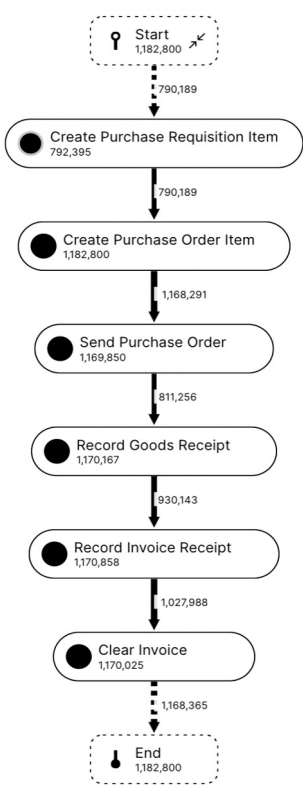 Start
1,182,800
790,189
Create Purchase Requisition Item
792,395
790,189
Create Purchase Order Item
1,182,800
1,168,291
Send Purchase Order
1,169,850
811,256
Record Goods Receipt
1,170,167
930,143
Record Invoice Receipt
1,170,858
1,027,988
Clear Invoice
1,170,025
1,168,365
End
1,182,800